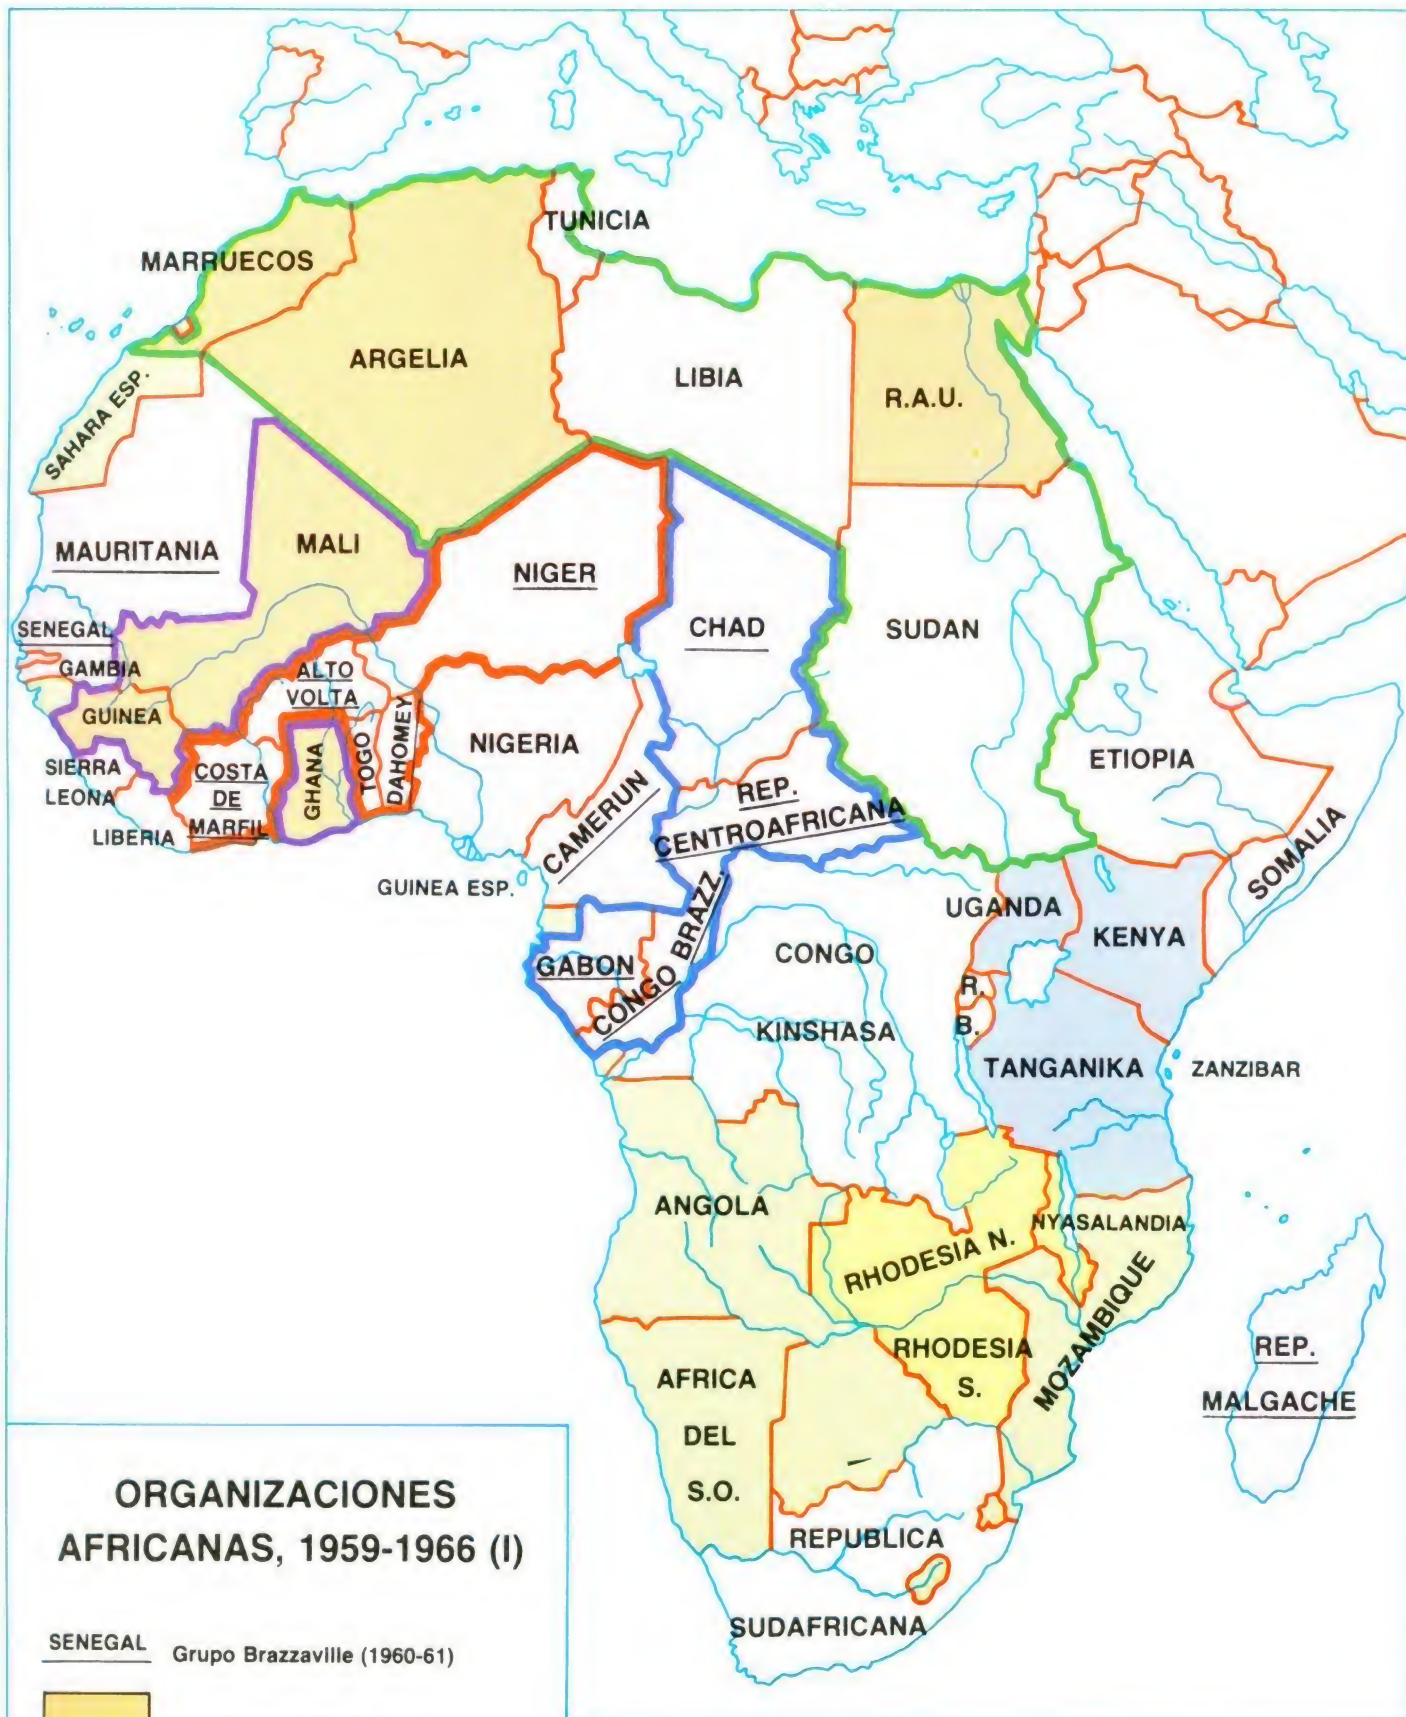 TUNICIA
MARRUECOS
ARGELIA
LIBIA
R.A.U.
SAHARA ESP.
MAURITANIA
MALI
NIGER
CHAD
SUDAN
SENEGAL
GAMBIA
ALTO
VOLTA
GUINEA
NIGERIA
DAHOMEY
TOGO
GHANA
SIERRA
LEONA
COSTA
DE
MARFIL
LIBERIA
ETIOPIA
CAMERUN
REP.
CENTROAFRICANA
SOMALIA
GUINEA ESP.
UGANDA
KENYA
GABON
CONGO BRAZZ.
CONGO
KINSHASA
R.
B.
TANGANIKA
ZANZIBAR
ANGOLA
NYASALANDIA
RHODESIA N.
MOZAMBIQUE
RHODESIA
S.
AFRICA
DEL
S.O.
REP.
MALGACHE
REPUBLICA
SUDAFRICANA
ORGANIZACIONES
AFRICANAS, 1959-1966 (I)
SENEGAL Grupo Brazzaville (1960-61)